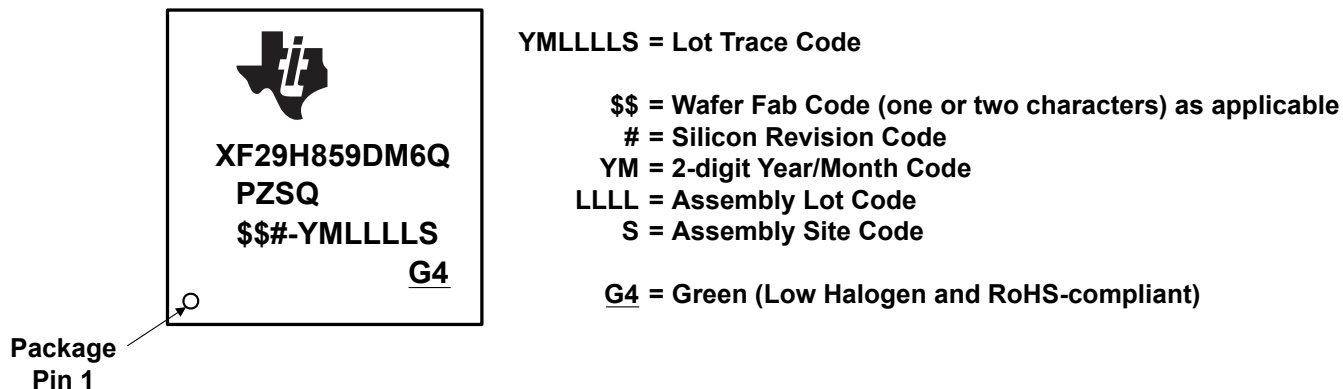 XF29H859DM6Q
PZSQ
$$#-YMLLLLS
G4
Package
Pin 1
YMLLLLS = Lot Trace Code
$$ = Wafer Fab Code (one or two characters) as applicable
# = Silicon Revision Code
YM = 2-digit Year/Month Code
LLLL = Assembly Lot Code
S = Assembly Site Code
G4 = Green (Low Halogen and RoHS-compliant)